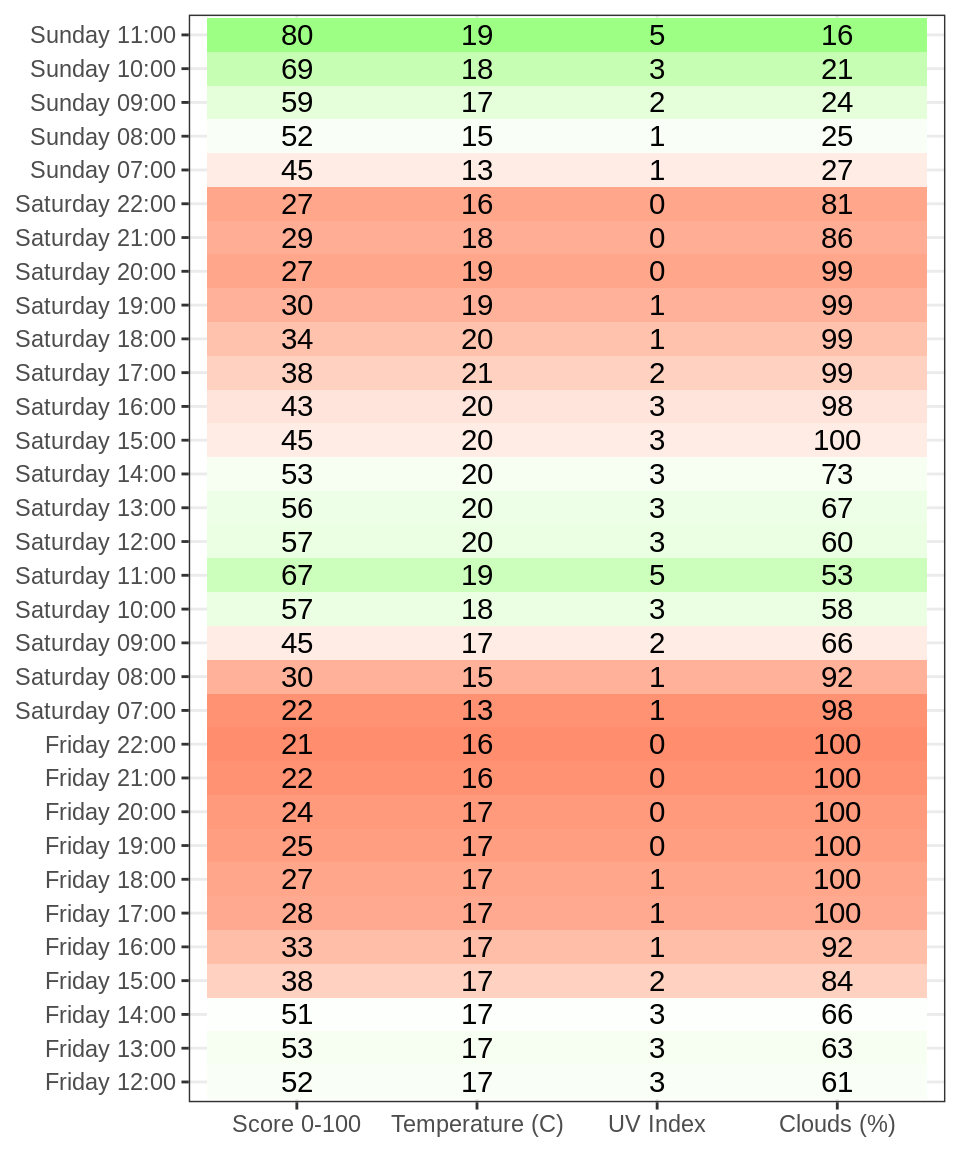 Sunday 11:00 80 19 5 16
Sunday 10:00 69 18 3 21
Sunday 09:00 59 17 2 24
Sunday 08:00 52 15 1 25
Sunday 07:00 45 13 1 27
Saturday 22:00 27 16 0 81
Saturday 21:00 29 18 0 86
Saturday 20:00 27 19 0 99
Saturday 19:00 30 19 1 99
Saturday 18:00 34 20 1 99
Saturday 17:00 38 21 2 99
Saturday 16:00 43 20 3 98
Saturday 15:00 45 20 3 100
Saturday 14:00 53 20 3 73
Saturday 13:00 56 20 3 67
Saturday 12:00 57 20 3 60
Saturday 11:00 67 19 5 53
Saturday 10:00 57 18 3 58
Saturday 09:00 45 17 2 66
Saturday 08:00 30 15 1 92
Saturday 07:00 22 13 1 98
Friday 22:00 21 16 0 100
Friday 21:00 22 16 0 100
Friday 20:00 24 17 0 100
Friday 19:00 25 17 0 100
Friday 18:00 27 17 1 100
Friday 17:00 28 17 1 100
Friday 16:00 33 17 1 92
Friday 15:00 38 17 2 84
Friday 14:00 51 17 3 66
Friday 13:00 53 17 3 63
Friday 12:00 52 17 3 61
Score 0-100 Temperature (C) UV Index Clouds (%)